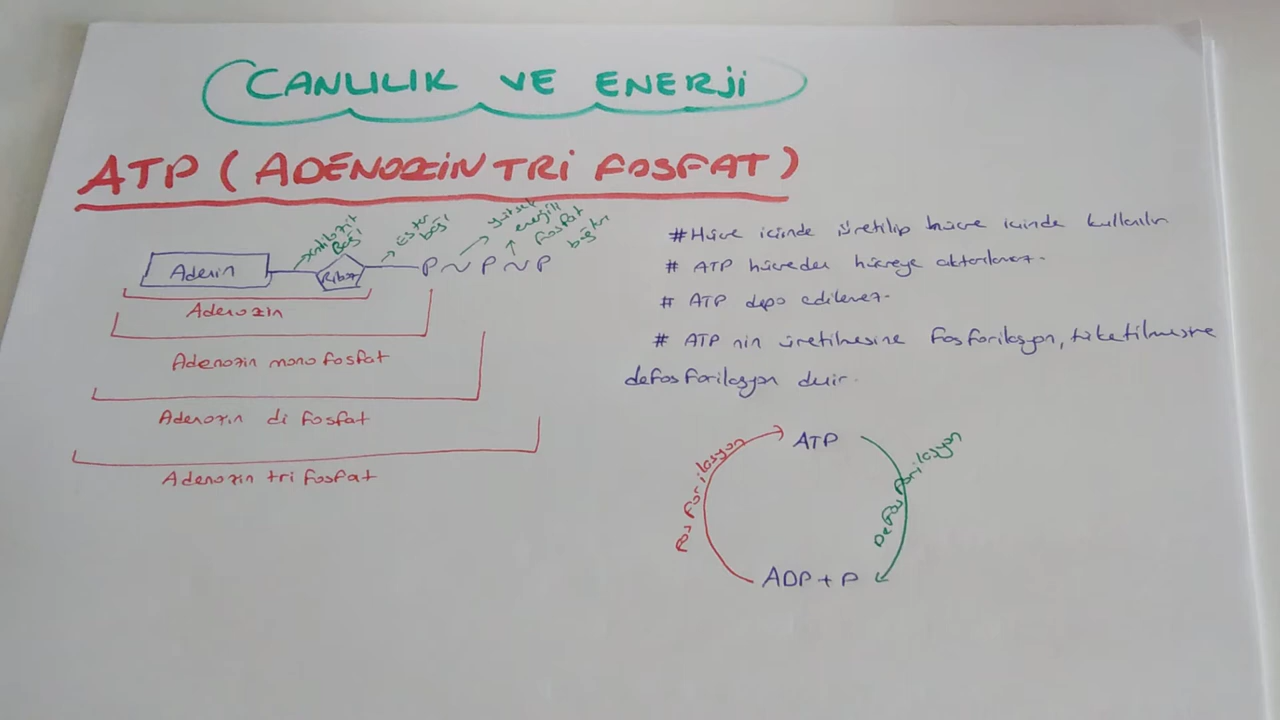 CANLILIK VE ENERJİ
ATP (ADENOZİN TRİ FOSFAT)
Glikozit Bağı
Ester bağı
yüksek enerjili fosfat bağları
Adenin
Riboz
P ~ P ~ P
Adenozin
Adenozin mono fosfat
Adenozin di fosfat
Adenozin tri fosfat
# Hücre içinde üretilip hücre içinde kullanılır
# ATP hücreden hücreye aktarılamaz.
# ATP depo edilemez.
# ATP nin üretilmesine fosforilasyon, tüketilmesine
defosforilasyon denir.
ATP
Fosforilasyon
Defosforilasyon
ADP + P